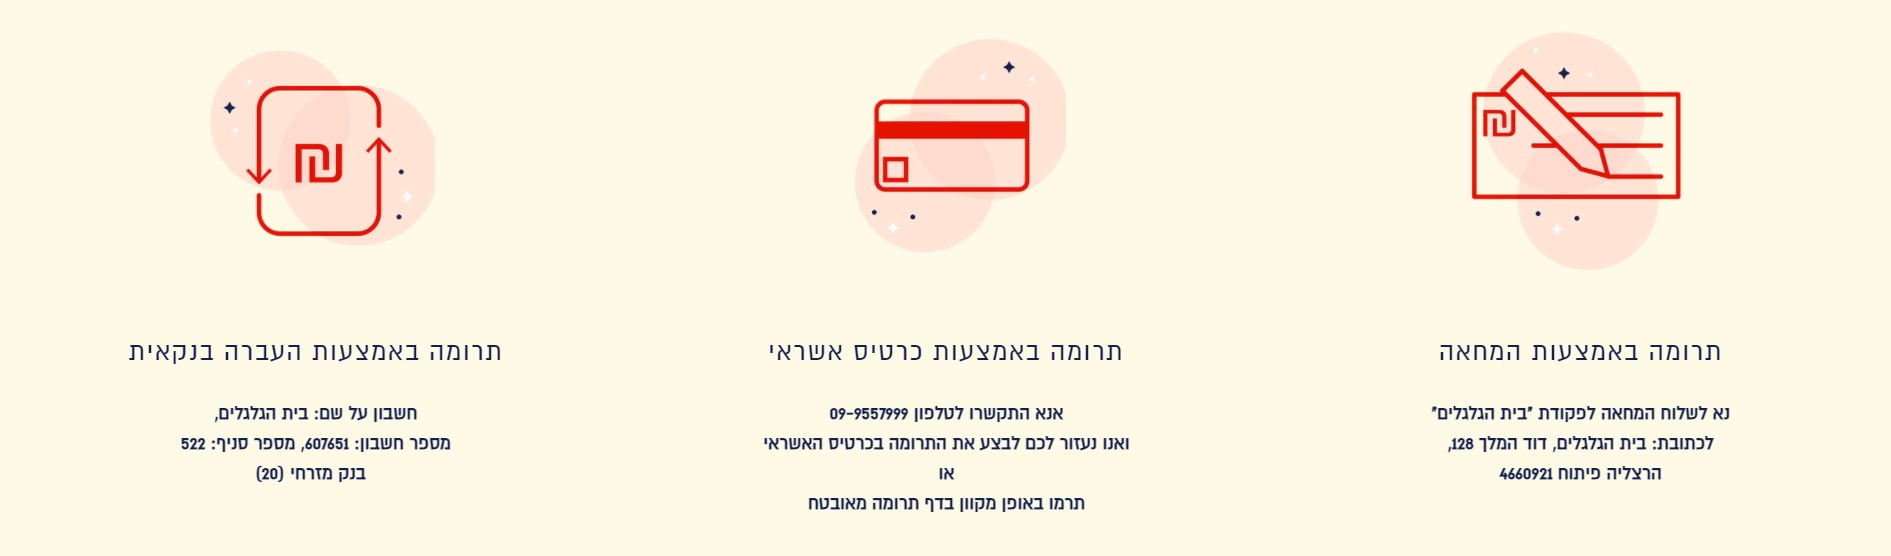 תרומה באמצעות המחאה
נא לשלוח המחאה לפקודת "בית הגלגלים"
לכתובת: בית הגלגלים, דוד המלך 128,
הרצליה פיתוח 4660921
תרומה באמצעות כרטיס אשראי
אנא התקשרו לטלפון 09-9557999
ואנו נעזור לכם לבצע את התרומה בכרטיס האשראי
או
תרמו באופן מקוון בדף תרומה מאובטח
תרומה באמצעות העברה בנקאית
חשבון על שם: בית הגלגלים,
מספר חשבון: 607651, מספר סניף: 522
בנק מזרחי (20)